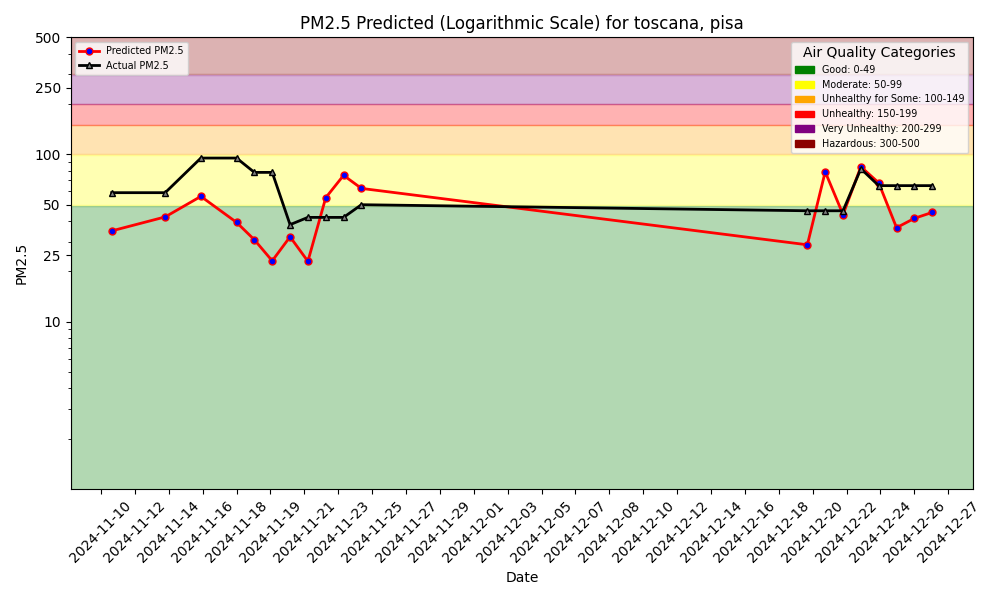 PM2.5 Predicted (Logarithmic Scale) for toscana, pisa
Predicted PM2.5
Actual PM2.5
Air Quality Categories
Good: 0-49
Moderate: 50-99
Unhealthy for Some: 100-149
Unhealthy: 150-199
Very Unhealthy: 200-299
Hazardous: 300-500
500
250
100
50
25
10
PM2.5
2024-11-10
2024-11-12
2024-11-14
2024-11-16
2024-11-18
2024-11-19
2024-11-21
2024-11-23
2024-11-25
2024-11-27
2024-11-29
2024-12-01
2024-12-03
2024-12-05
2024-12-07
2024-12-08
2024-12-10
2024-12-12
2024-12-14
2024-12-16
2024-12-18
2024-12-20
2024-12-22
2024-12-24
2024-12-26
2024-12-27
Date